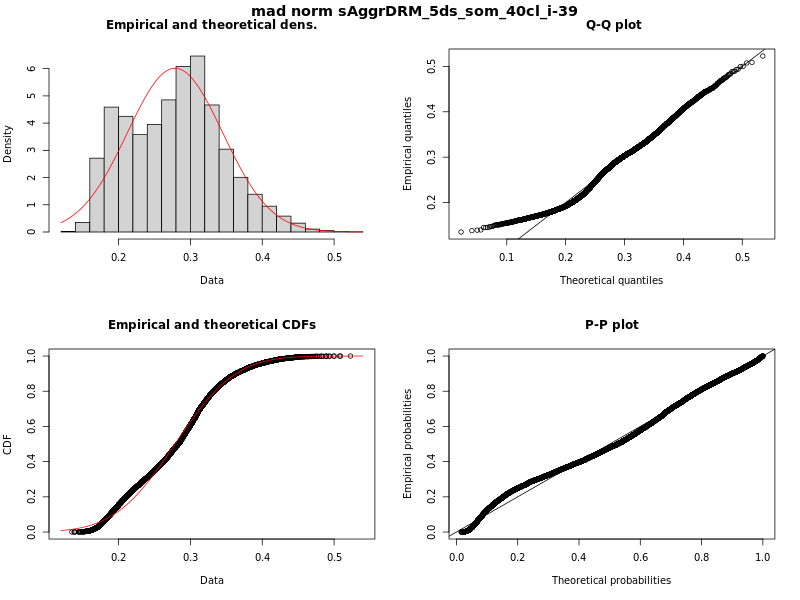 mad norm sAggrDRM_5ds_som_40cl_i-39
Empirical and theoretical dens.
Density
0 1 2 3 4 5 6
0.2 0.3 0.4 0.5
Data
Q-Q plot
Empirical quantiles
0.2 0.3 0.4 0.5
0.1 0.2 0.3 0.4 0.5
Theoretical quantiles
Empirical and theoretical CDFs
CDF
0.0 0.2 0.4 0.6 0.8 1.0
0.2 0.3 0.4 0.5
Data
P-P plot
Empirical probabilities
0.0 0.2 0.4 0.6 0.8 1.0
0.0 0.2 0.4 0.6 0.8 1.0
Theoretical probabilities